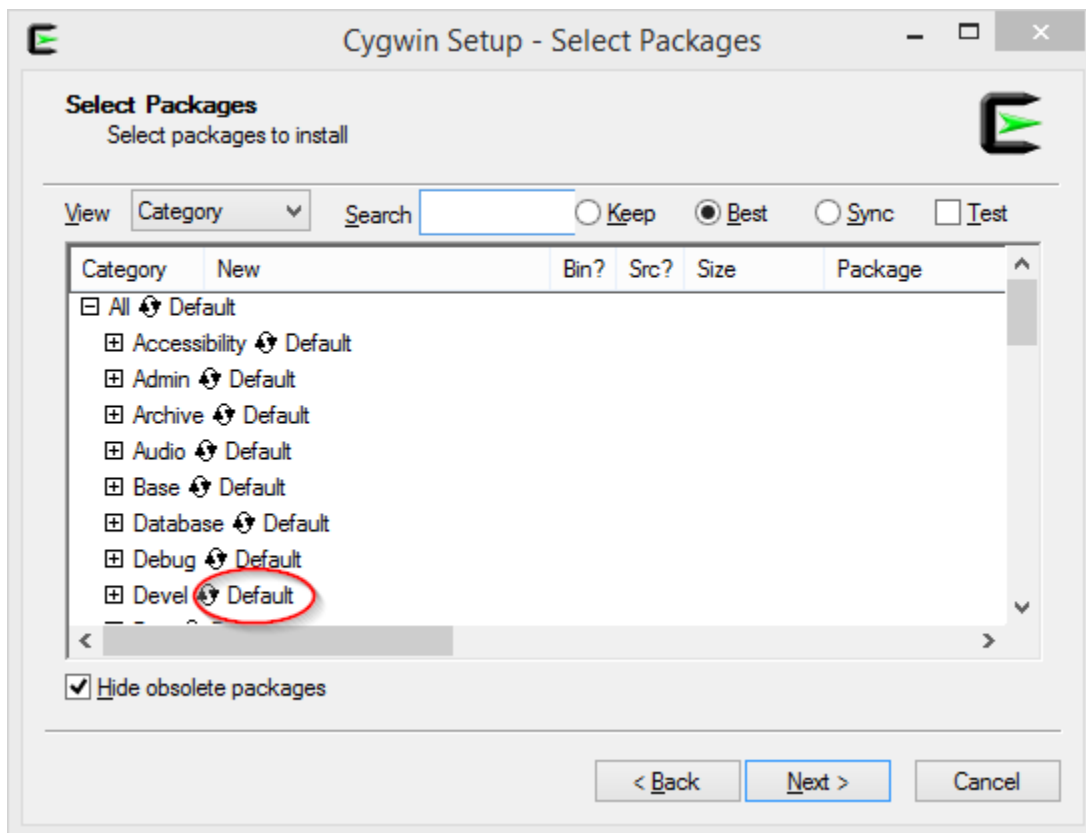 Cygwin Setup - Select Packages
Select Packages
Select packages to install
View Category Search Keep Best Sync Test
Category New Bin? Src? Size Package
All Default
Accessibility Default
Admin Default
Archive Default
Audio Default
Base Default
Database Default
Debug Default
Devel Default
Hide obsolete packages
< Back Next > Cancel